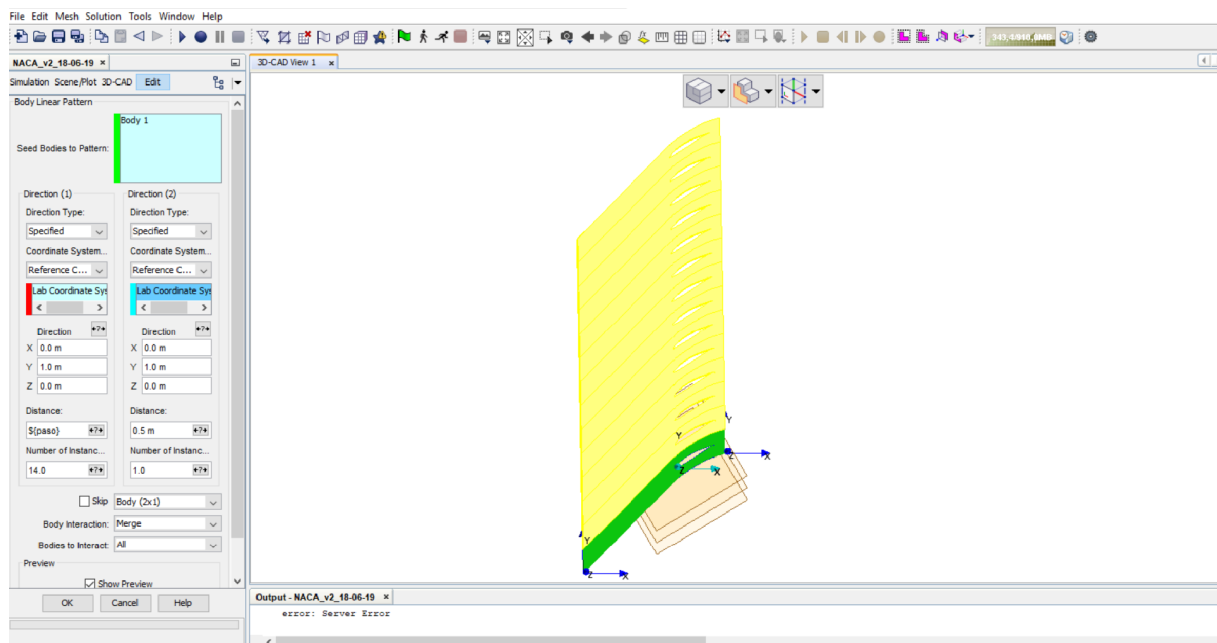 File Edit Mesh Solution Tools Window Help
NACA_v2_18-06-19 ×
3D-CAD View 1 ×
Simulation Scene/Plot 3D-CAD Edit
Body Linear Pattern
Seed Bodies to Pattern:
Body 1
Direction (1)
Direction (2)
Direction Type:
Direction Type:
Specified
Specified
Coordinate System...
Coordinate System...
Reference C...
Reference C...
Lab Coordinate Sys
Lab Coordinate Sys
Direction
Direction
X 0.0 m
X 0.0 m
Y 1.0 m
Y 1.0 m
Z 0.0 m
Z 0.0 m
Distance:
Distance:
${paso}
0.5 m
Number of Instanc...
Number of Instanc...
14.0
1.0
Skip Body (2x1)
Body Interaction: Merge
Bodies to Interact: All
Preview
Show Preview
OK Cancel Help
Y
Z X
Y
Z X
Y
Z X
Output - NACA_v2_18-06-19 ×
error: Server Error